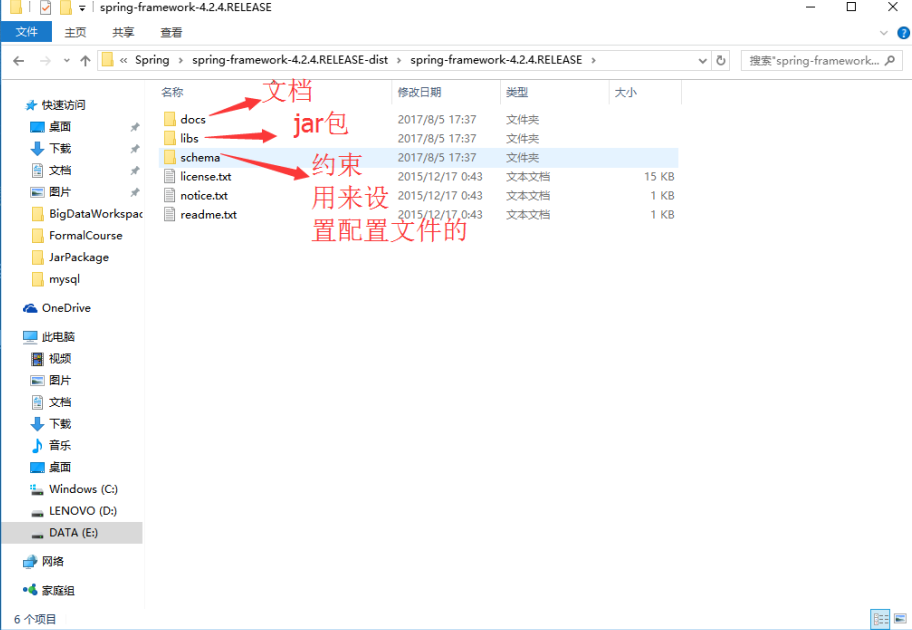 spring-framework-4.2.4.RELEASE
文件 主页 共享 查看
« Spring › spring-framework-4.2.4.RELEASE-dist › spring-framework-4.2.4.RELEASE ›
搜索"spring-framework...
名称 修改日期 类型 大小
docs 2017/8/5 17:37 文件夹
libs 2017/8/5 17:37 文件夹
schema 2017/8/5 17:37 文件夹
license.txt 2015/12/17 0:43 文本文档 15 KB
notice.txt 2015/12/17 0:43 文本文档 1 KB
readme.txt 2015/12/17 0:43 文本文档 1 KB
文档
jar包
约束
用来设
置配置文件的
快速访问
桌面
下载
文档
图片
BigDataWorkspac
FormalCourse
JarPackage
mysql
OneDrive
此电脑
视频
图片
文档
下载
音乐
桌面
Windows (C:)
LENOVO (D:)
DATA (E:)
网络
家庭组
6 个项目